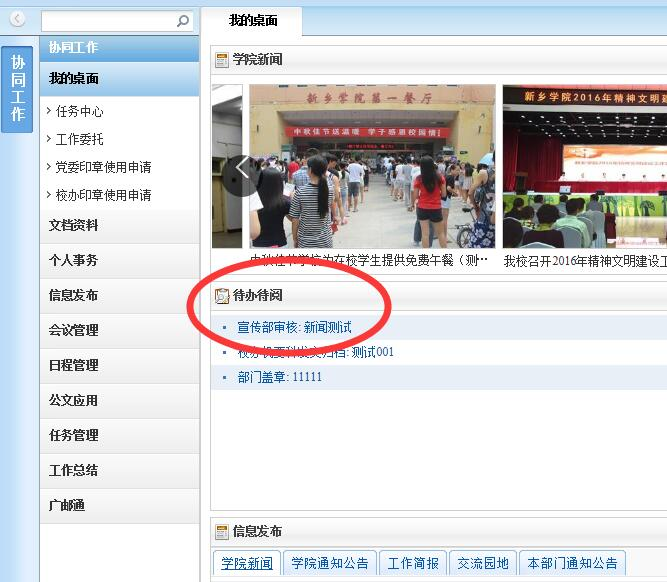 协同工作
协同工作
我的桌面
任务中心
工作委托
党委印章使用申请
校办印章使用申请
文档资料
个人事务
信息发布
会议管理
日程管理
公文应用
任务管理
工作总结
广邮通
我的桌面
学院新闻
新乡学院第一餐厅
中秋佳节送温暖 学子感恩校园情
新乡学院2016年精神文明建
中秋佳节学校为在校学生提供免费午餐（测…
我校召开2016年精神文明建设工
待办待阅
宣传部审核: 新闻测试
校办机要科发文归档: 测试001
部门盖章: 11111
信息发布
学院新闻 学院通知公告 工作简报 交流园地 本部门通知公告